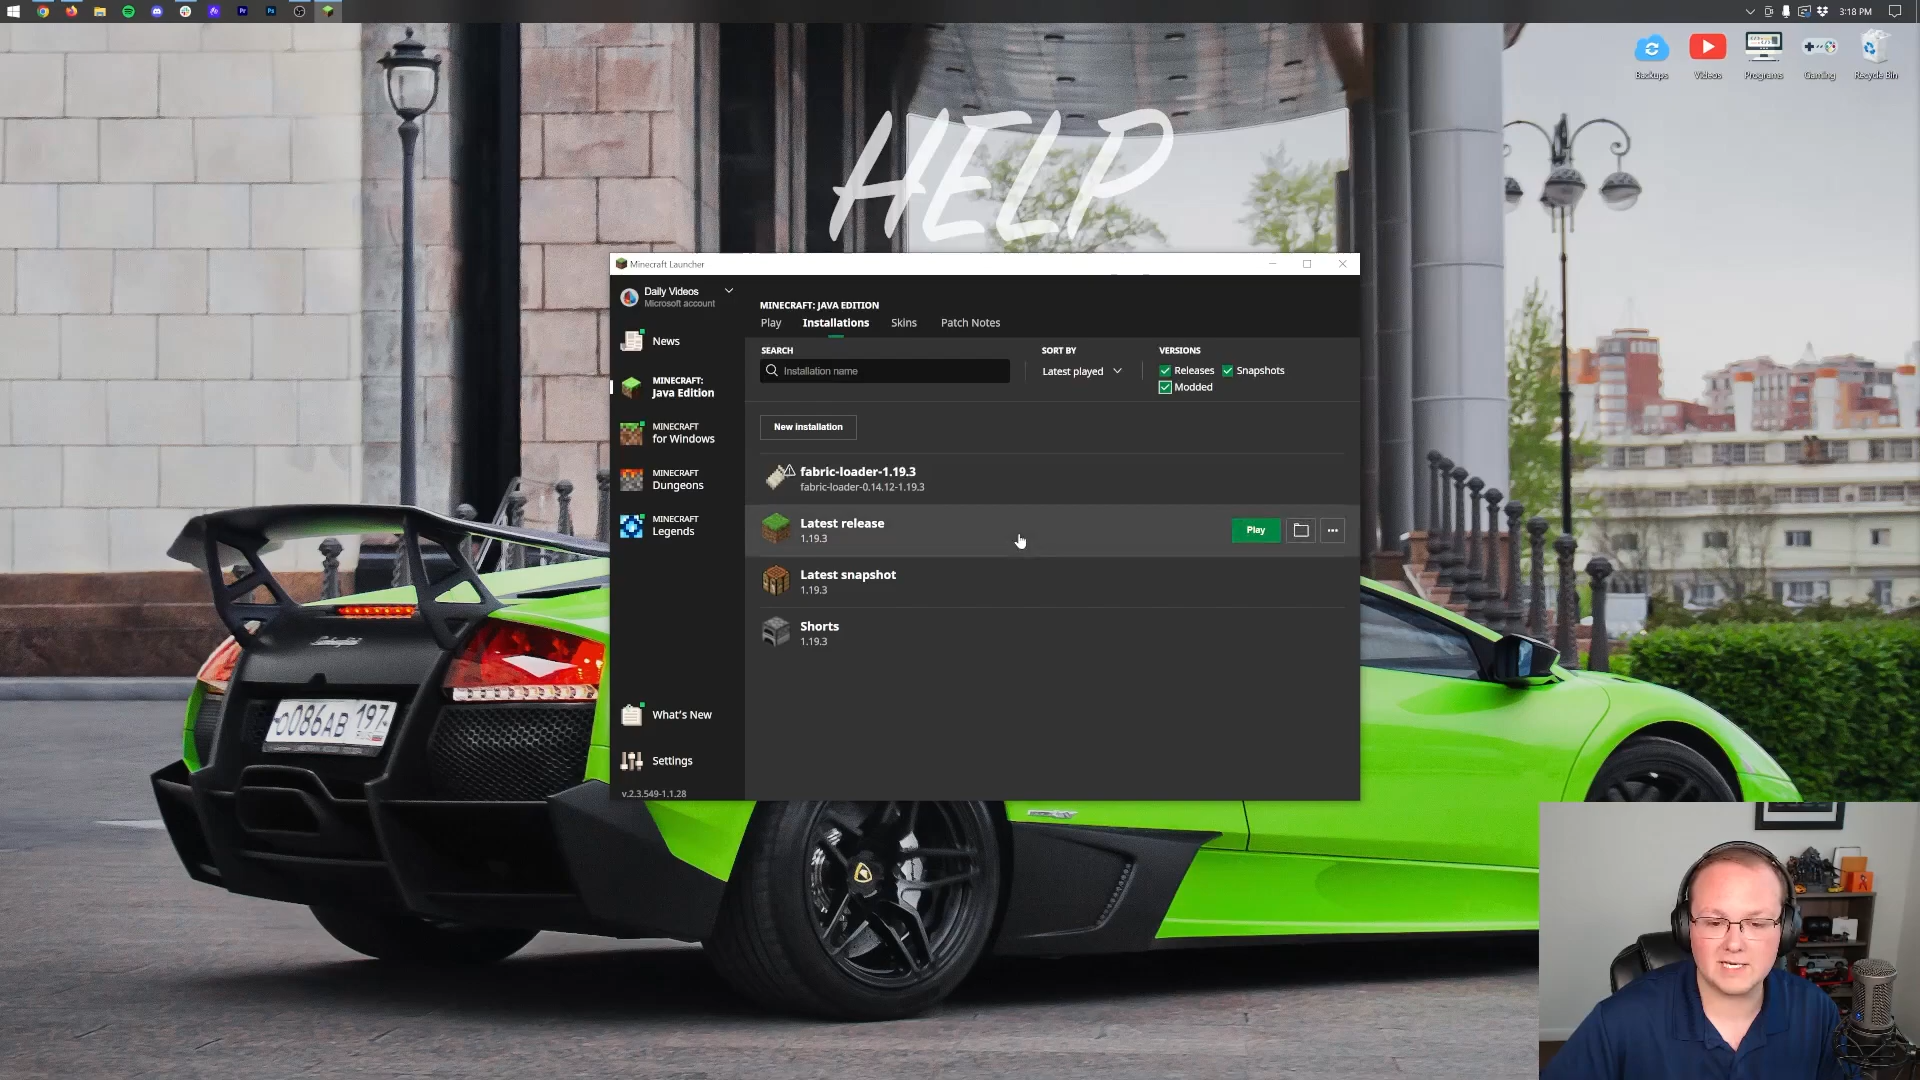 3:18 PM
Backups
Videos
Programs
Gaming
Recycle Bin
HELP
Minecraft Launcher
Daily Videos
Microsoft account
News
MINECRAFT:
Java Edition
MINECRAFT
for Windows
MINECRAFT
Dungeons
MINECRAFT
Legends
What's New
Settings
v.2.3.549-1.1.28
MINECRAFT: JAVA EDITION
Play Installations Skins Patch Notes
SEARCH
Installation name
SORT BY
Latest played
VERSIONS
Releases Snapshots
Modded
New installation
fabric-loader-1.19.3
fabric-loader-0.14.12-1.19.3
Latest release
1.19.3
Play
Latest snapshot
1.19.3
Shorts
1.19.3
Lamborghini
O086AB 197
RUS